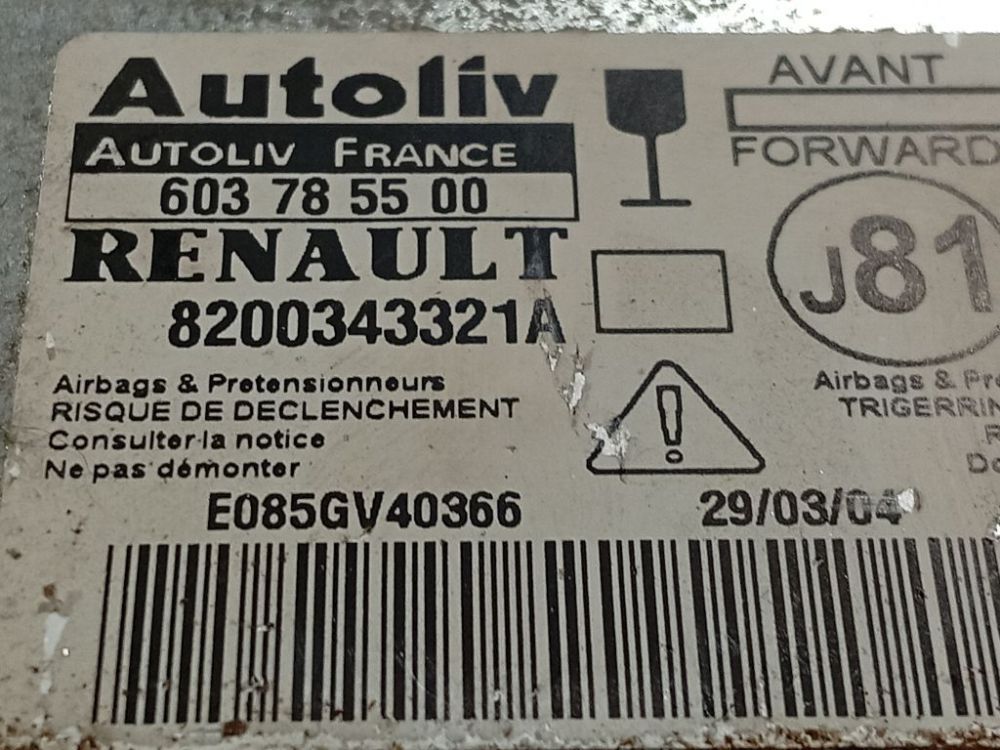 Autoliv
AUTOLIV FRANCE
603 78 55 00
RENAULT
8200343321A
Airbags & Pretensionneurs
RISQUE DE DECLENCHEMENT
Consulter la notice
Ne pas démonter
E085GV40366
AVANT
FORWARD
J81
Airbags &
29/03/04